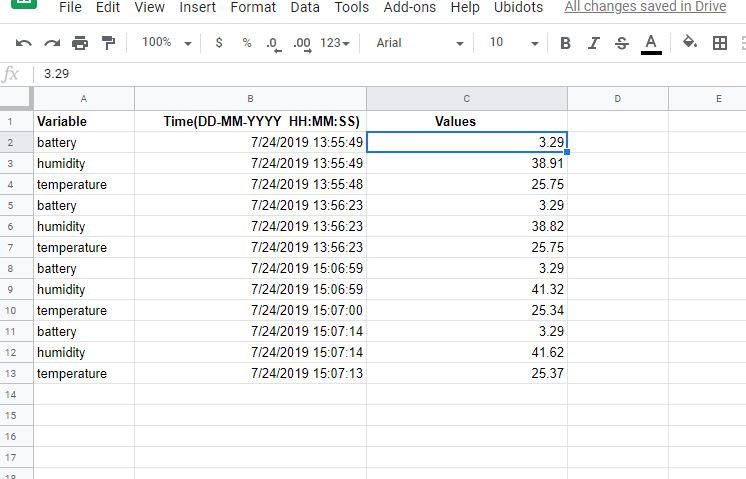 File Edit View Insert Format Data Tools Add-ons Help Ubidots All changes saved in Drive
100% $ % .0 .00 123 Arial 10 B I S A
fx 3.29
A B C D E
1 Variable Time(DD-MM-YYYY HH:MM:SS) Values
2 battery 7/24/2019 13:55:49 3.29
3 humidity 7/24/2019 13:55:49 38.91
4 temperature 7/24/2019 13:55:48 25.75
5 battery 7/24/2019 13:56:23 3.29
6 humidity 7/24/2019 13:56:23 38.82
7 temperature 7/24/2019 13:56:23 25.75
8 battery 7/24/2019 15:06:59 3.29
9 humidity 7/24/2019 15:06:59 41.32
10 temperature 7/24/2019 15:07:00 25.34
11 battery 7/24/2019 15:07:14 3.29
12 humidity 7/24/2019 15:07:14 41.62
13 temperature 7/24/2019 15:07:13 25.37
14
15
16
17
18